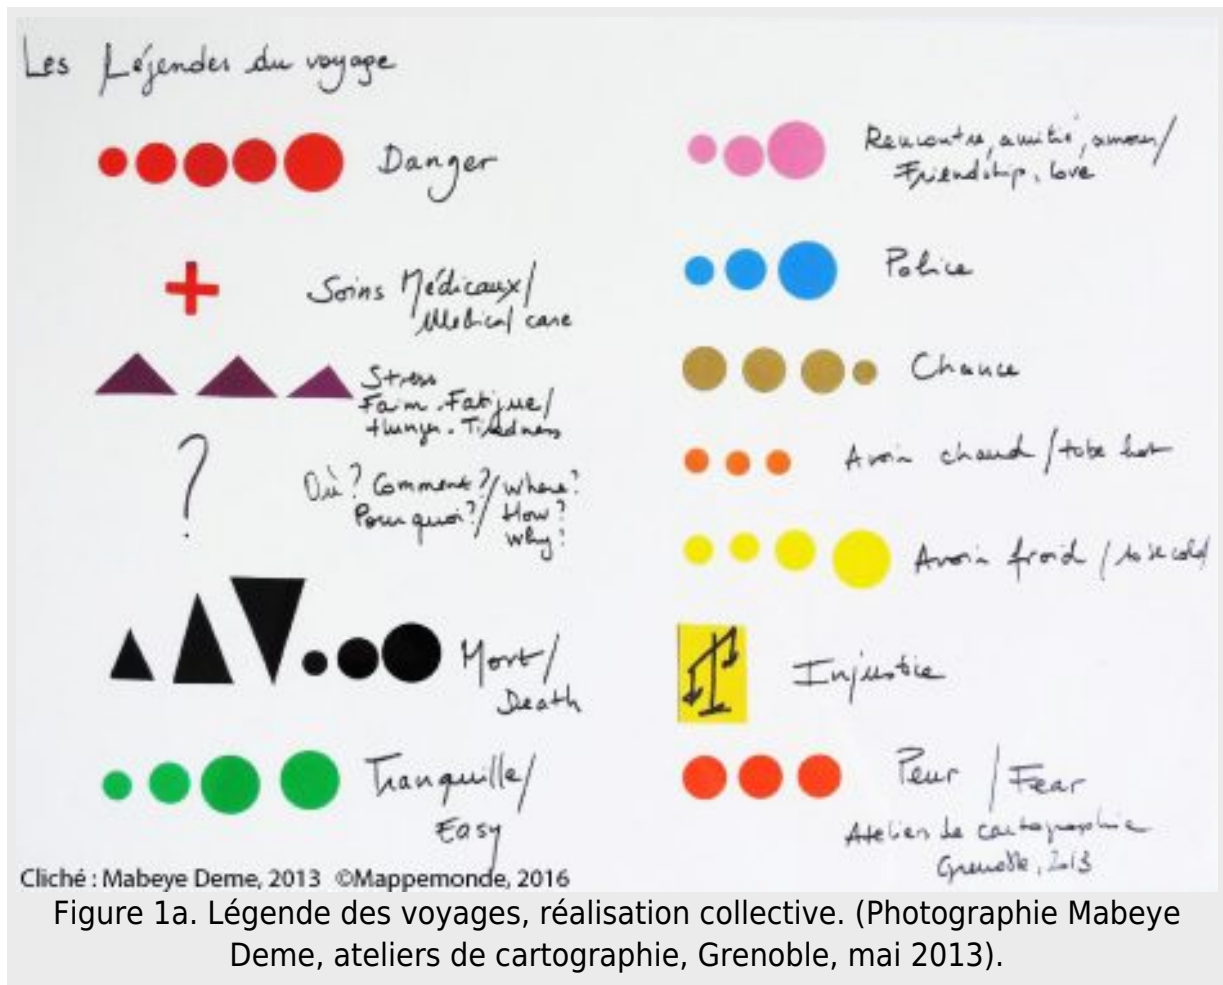 Les Légendes du voyage
Danger
Soins Médicaux/
Medical care
Stress
Faim . Fatigue/
Hunger . Tiredness
?
Où? Comment?/ Where?
Pourquoi?/ How?
Why?
Mort/
Death
Tranquille/
Easy
Rencontre, amitié, amour/
Friendship, love
Police
Chance
Avoir chaud / to be hot
Avoir froid / to be cold
Injustice
Peur / Fear
Atelier de cartographie
Grenoble, 2013
Cliché : Mabeye Deme, 2013 ©Mappemonde, 2016
Figure 1a. Légende des voyages, réalisation collective. (Photographie Mabeye
Deme, ateliers de cartographie, Grenoble, mai 2013).